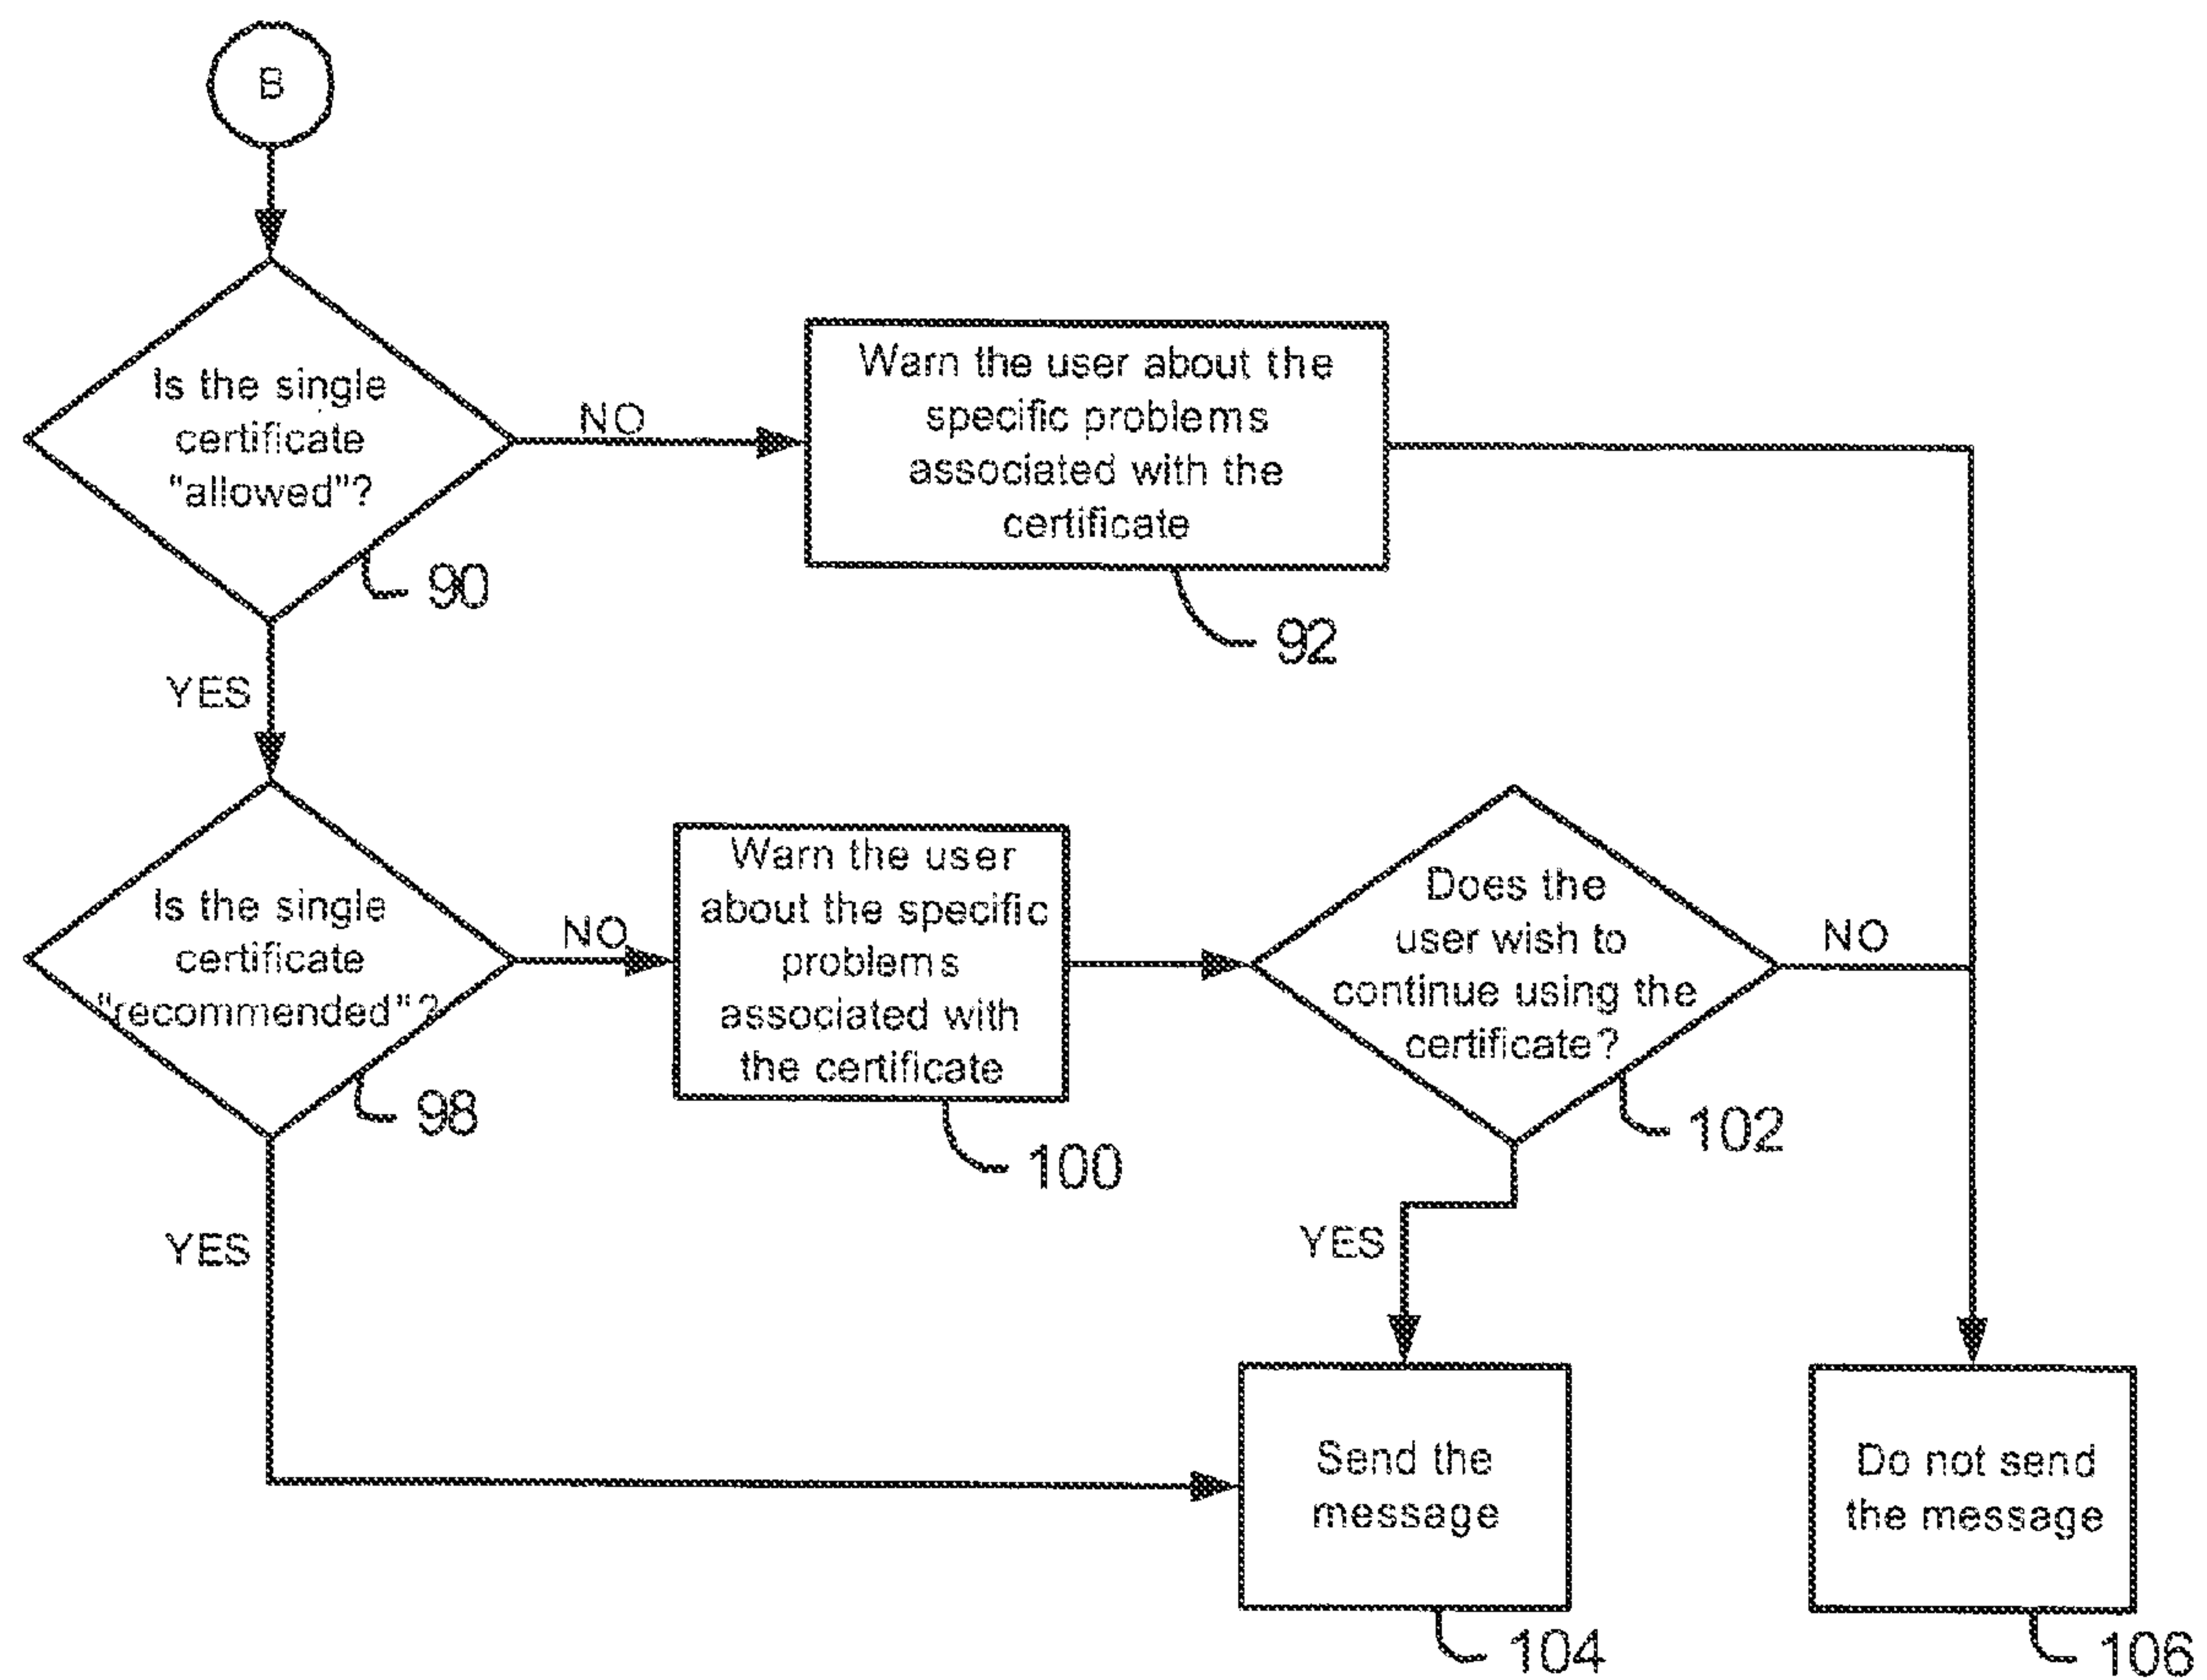 B
Is the single
certificate
"allowed"?
NO
Warn the user about the
specific problems
associated with the
certificate
90
92
YES
Is the single
certificate
"recommended"?
NO
Warn the user
about the specific
problems
associated with
the certificate
Does the
user wish to
continue using the
certificate?
NO
98
100
102
YES
YES
Send the
message
Do not send
the message
104
106